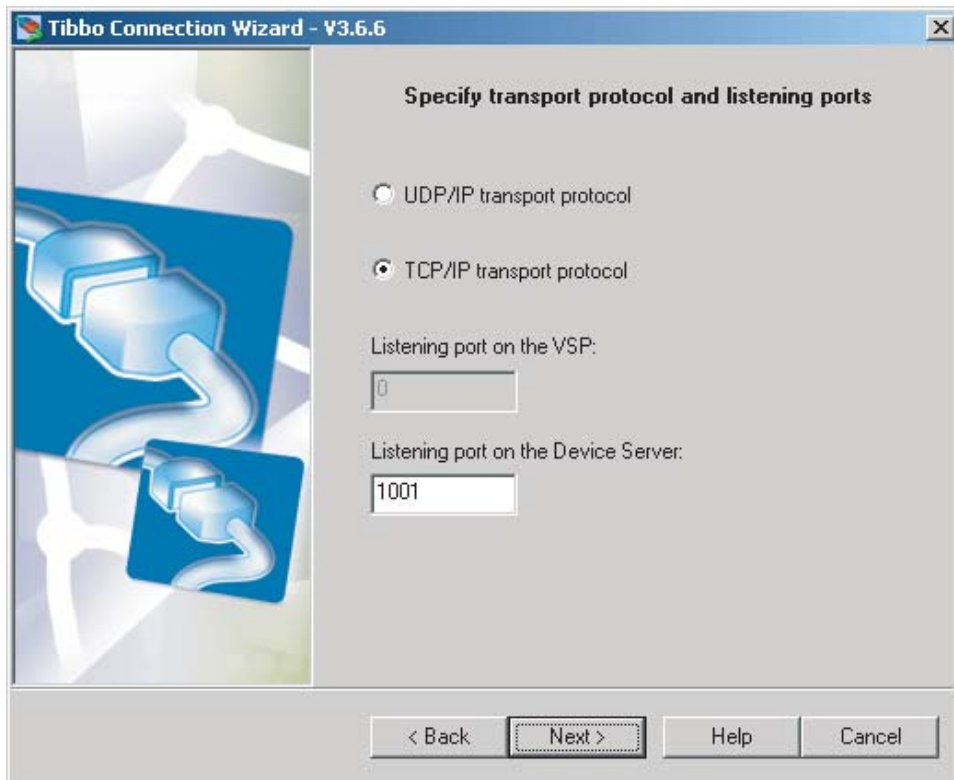 Tibbo Connection Wizard - V3.6.6
Specify transport protocol and listening ports
UDP/IP transport protocol
TCP/IP transport protocol
Listening port on the VSP:
0
Listening port on the Device Server:
1001
< Back
Next >
Help
Cancel